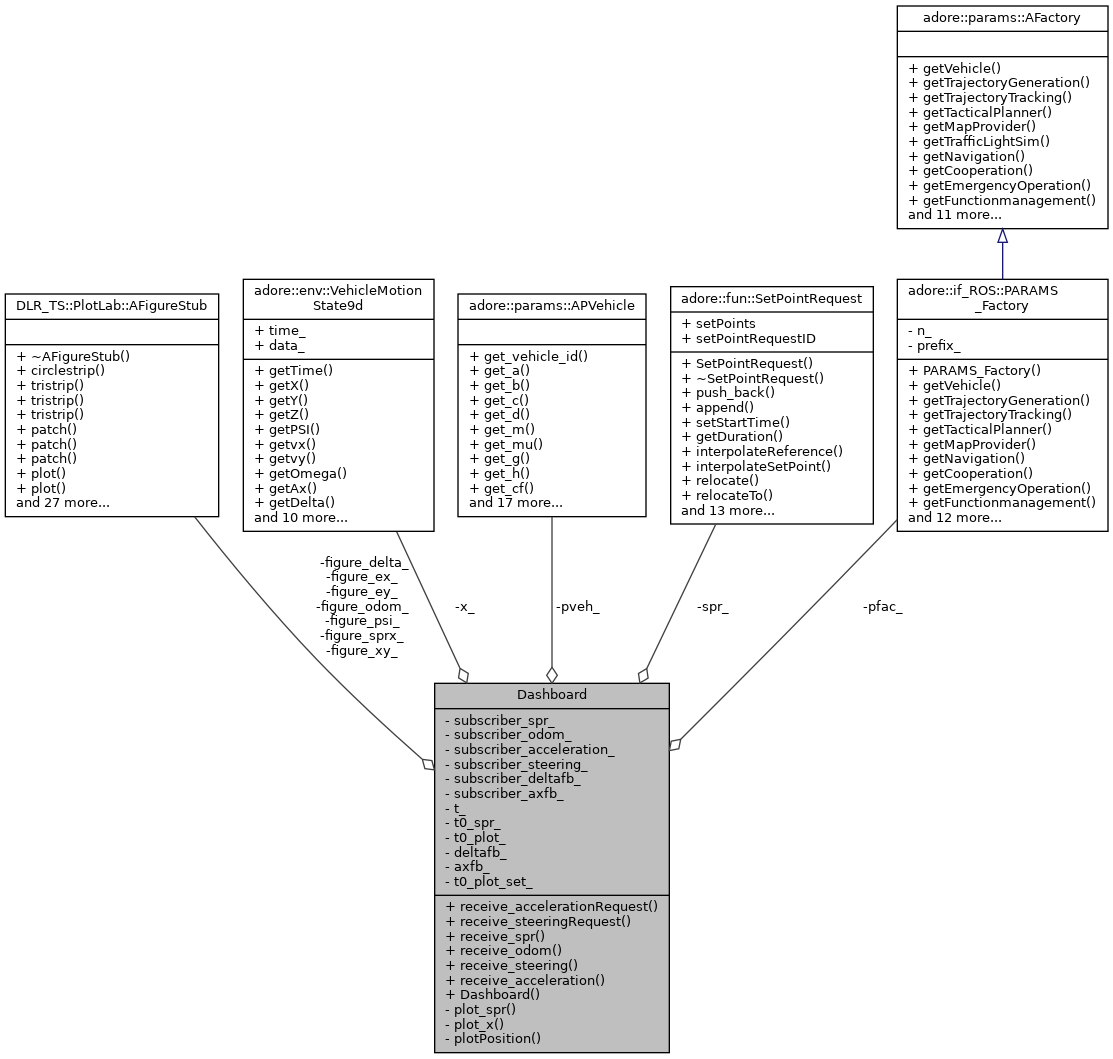 adore::params::AFactory
+ getVehicle()
+ getTrajectoryGeneration()
+ getTrajectoryTracking()
+ getTacticalPlanner()
+ getMapProvider()
+ getTrafficLightSim()
+ getNavigation()
+ getCooperation()
+ getEmergencyOperation()
+ getFunctionmanagement()
and 11 more...
DLR_TS::PlotLab::AFigureStub
+ ~AFigureStub()
+ circlestrip()
+ tristrip()
+ tristrip()
+ tristrip()
+ patch()
+ patch()
+ patch()
+ plot()
+ plot()
and 27 more...
adore::env::VehicleMotion
State9d
+ time_
+ data_
+ getTime()
+ getX()
+ getY()
+ getZ()
+ getPSI()
+ getvx()
+ getvy()
+ getOmega()
+ getAx()
+ getDelta()
and 10 more...
adore::params::APVehicle
+ get_vehicle_id()
+ get_a()
+ get_b()
+ get_c()
+ get_d()
+ get_m()
+ get_mu()
+ get_g()
+ get_h()
+ get_cf()
and 17 more...
adore::fun::SetPointRequest
+ setPoints
+ setPointRequestID
+ SetPointRequest()
+ ~SetPointRequest()
+ push_back()
+ append()
+ setStartTime()
+ getDuration()
+ interpolateReference()
+ interpolateSetPoint()
+ relocate()
+ relocateTo()
and 13 more...
adore::if_ROS::PARAMS
_Factory
- n_
- prefix_
+ PARAMS_Factory()
+ getVehicle()
+ getTrajectoryGeneration()
+ getTrajectoryTracking()
+ getTacticalPlanner()
+ getMapProvider()
+ getNavigation()
+ getCooperation()
+ getEmergencyOperation()
+ getFunctionmanagement()
and 12 more...
-figure_delta_
-figure_ex_
-figure_ey_
-figure_odom_
-figure_psi_
-figure_sprx_
-figure_xy_
-x_
-pveh_
-spr_
-pfac_
Dashboard
- subscriber_spr_
- subscriber_odom_
- subscriber_acceleration_
- subscriber_steering_
- subscriber_deltafb_
- subscriber_axfb_
- t_
- t0_spr_
- t0_plot_
- deltafb_
- axfb_
- t0_plot_set_
+ receive_accelerationRequest()
+ receive_steeringRequest()
+ receive_spr()
+ receive_odom()
+ receive_steering()
+ receive_acceleration()
+ Dashboard()
- plot_spr()
- plot_x()
- plotPosition()